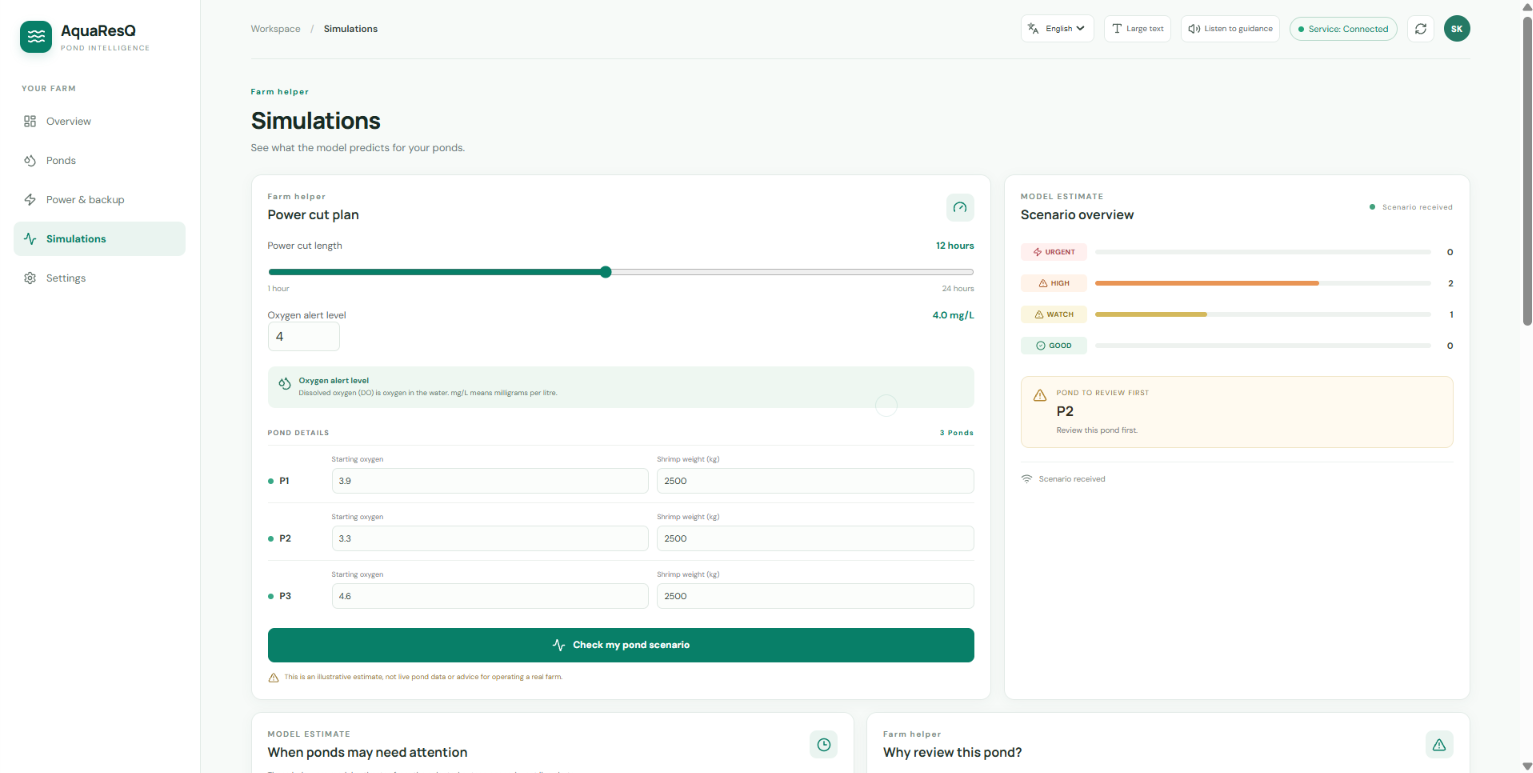 AquaResQ
POND INTELLIGENCE
YOUR FARM
Overview
Ponds
Power & backup
Simulations
Settings
Workspace / Simulations
English
Large text
Listen to guidance
Service: Connected
SK
Farm helper
Simulations
See what the model predicts for your ponds.
Farm helper
Power cut plan
Power cut length
12 hours
1 hour
24 hours
Oxygen alert level
4.0 mg/L
4
Oxygen alert level
Dissolved oxygen (DO) is oxygen in the water. mg/L means milligrams per litre.
POND DETAILS
3 Ponds
Starting oxygen
Shrimp weight (kg)
P1
3.9
2500
Starting oxygen
Shrimp weight (kg)
P2
3.3
2500
Starting oxygen
Shrimp weight (kg)
P3
4.6
2500
Check my pond scenario
This is an illustrative estimate, not live pond data or advice for operating a real farm.
MODEL ESTIMATE
Scenario overview
Scenario received
URGENT
0
HIGH
2
WATCH
1
GOOD
0
POND TO REVIEW FIRST
P2
Review this pond first.
Scenario received
MODEL ESTIMATE
When ponds may need attention
Farm helper
Why review this pond?